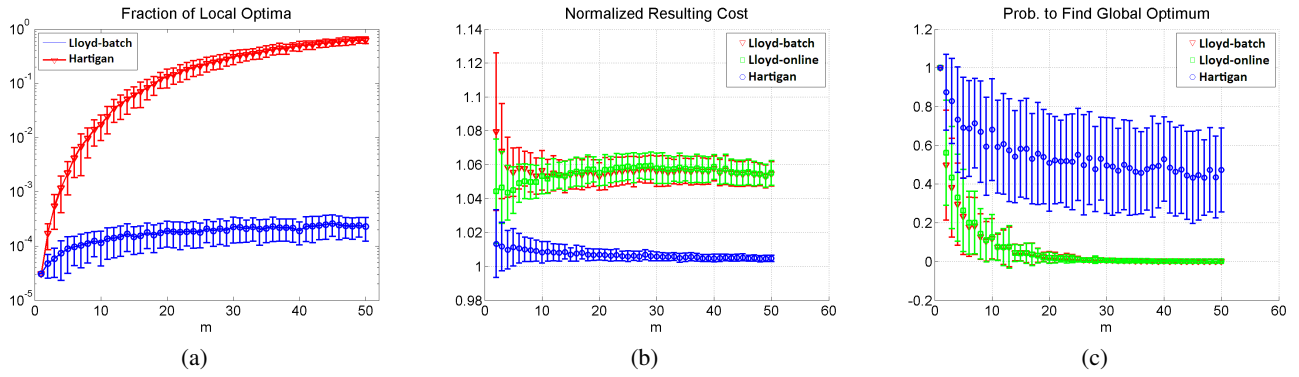 Fraction of Local Optima
10^0
10^-1
10^-2
10^-3
10^-4
10^-5
Lloyd-batch
Hartigan
0 10 20 30 40 50
m
(a)
Normalized Resulting Cost
1.14
1.12
1.1
1.08
1.06
1.04
1.02
1
0.98
Lloyd-batch
Lloyd-online
Hartigan
0 10 20 30 40 50 60
m
(b)
Prob. to Find Global Optimum
1.2
1
0.8
0.6
0.4
0.2
0
-0.2
Lloyd-batch
Lloyd-online
Hartigan
0 10 20 30 40 50 60
m
(c)